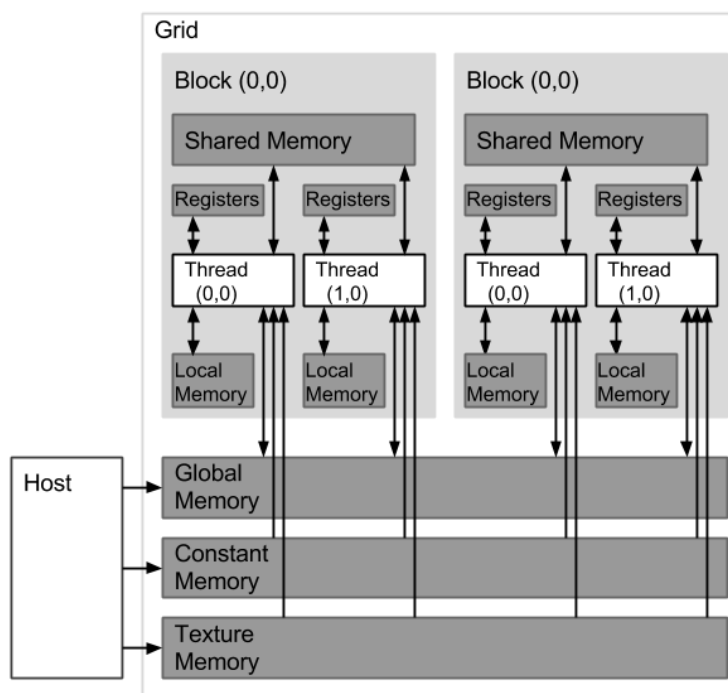 Grid
Block (0,0)
Block (0,0)
Shared Memory
Shared Memory
Registers
Registers
Registers
Registers
Thread
(0,0)
Thread
(1,0)
Thread
(0,0)
Thread
(1,0)
Local
Memory
Local
Memory
Local
Memory
Local
Memory
Host
Global
Memory
Constant
Memory
Texture
Memory